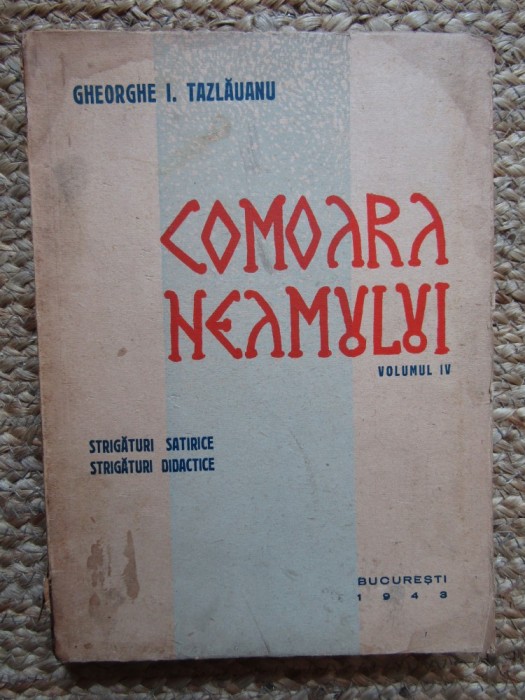 GHEORGHE I. TAZLĂUANU
COMOARA
NEAMULUI
VOLUMUL IV
STRIGĂTURI SATIRICE
STRIGĂTURI DIDACTICE
BUCUREȘTI
1943